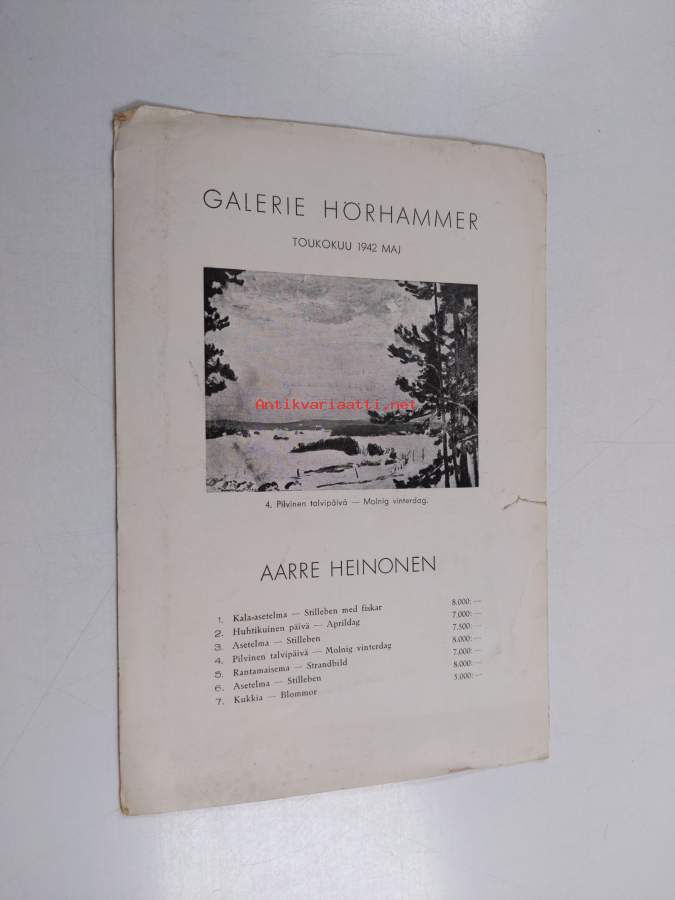 GALERIE HÖRHAMMER
TOUKOKUU 1942 MAJ
Antikvariaatti.net
4. Pilvinen talvipäivä — Molnig vinterdag.
AARRE HEINONEN
1. Kala-asetelma — Stilleben med fiskar 8.000:—
2. Huhtikuinen päivä — Aprildag 7.000:—
3. Asetelma — Stilleben 7.500:—
4. Pilvinen talvipäivä — Molnig vinterdag 8.000:—
5. Rantamaisema — Strandbild 7.000:—
6. Asetelma — Stilleben 8.000:—
7. Kukkia — Blommor 5.000:—